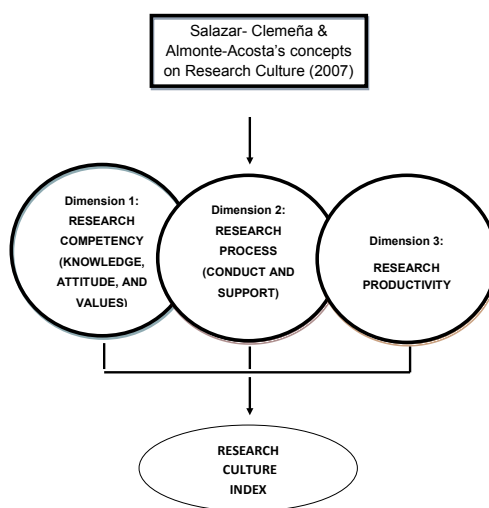 Salazar- Clemeña &
Almonte-Acosta's concepts
on Research Culture (2007)
Dimension 1:
RESEARCH
COMPETENCY
(KNOWLEDGE,
ATTITUDE, AND
VALUES)
Dimension 2:
RESEARCH
PROCESS
(CONDUCT AND
SUPPORT)
Dimension 3:
RESEARCH
PRODUCTIVITY
RESEARCH
CULTURE
INDEX